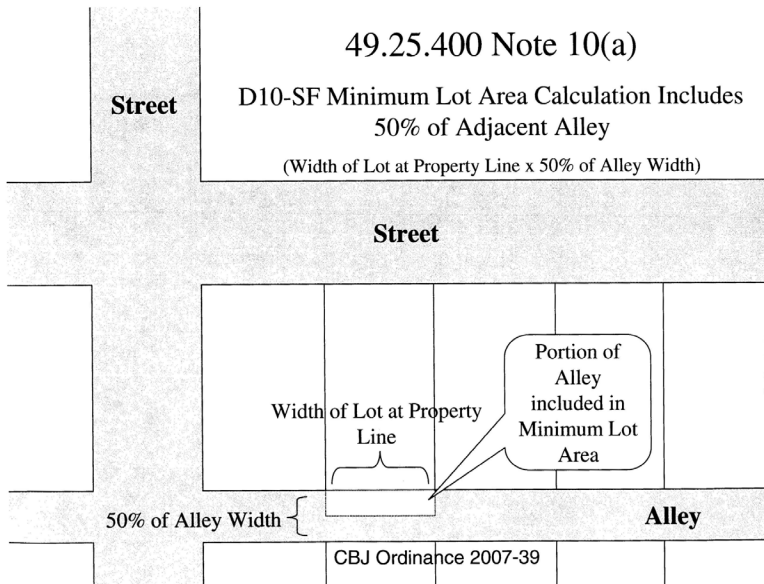 49.25.400 Note 10(a)
D10-SF Minimum Lot Area Calculation Includes
50% of Adjacent Alley
(Width of Lot at Property Line x 50% of Alley Width)
Street
Street
Portion of
Alley
included in
Minimum Lot
Area
Width of Lot at Property
Line
50% of Alley Width
Alley
CBJ Ordinance 2007-39